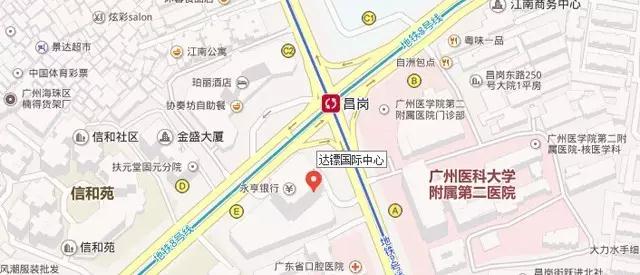 炫彩salon
C1
江南商务中心
景达超市
江南公寓
C2
地铁8号线
粤味一品
中国体育彩票
珀丽酒店
自洲包点
B
昌岗东路250
号大院1平房
广州海珠区
楠得货架厂
协奏坊自助餐
昌岗
广州医学院第二
附属医院门诊部
信和社区
金盛大厦
广州医学院第二附
属医院-核医学科
扶元堂国元分院
达镖国际中心
广州医科大学
附属第二医院
信和苑
D
永亨银行
E
A
地铁8号线
信和苑
大力水手纽
风潮服装批发
广东省口腔医院
昌岗街跃进北社区